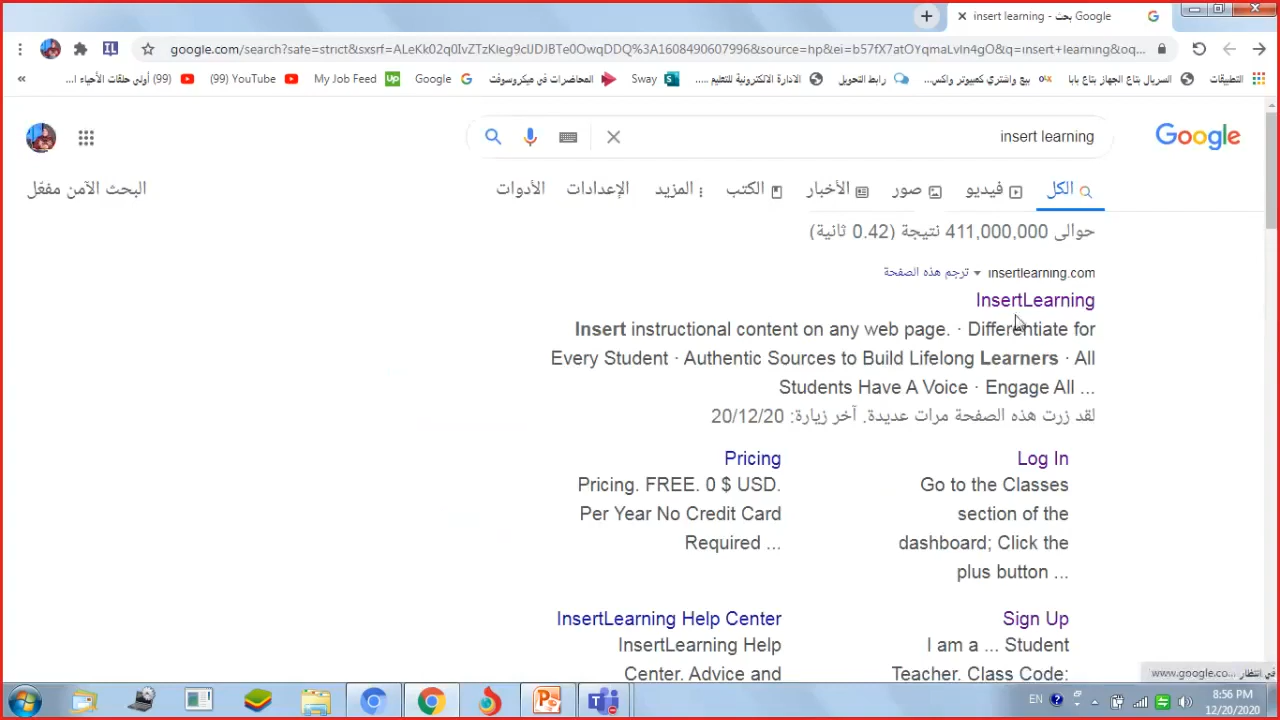 insert learning - بحث Google
google.com/search?safe=strict&sxsrf=ALeKk02q0IvZTzKleg9cUDJBTe0OwqDDQ%3A1608490607996&source=hp&ei=b57fX7atOYqmaLvIn4gO&q=insert+learning&oq...
التطبيقات
السريال بتاع الجهاز بتاع بابا
بيع واشتري كمبيوتر واكس...
رابط التحويل
الادارة الالكترونية للتعليم ...
Sway
المحاضرات في ميكروسوفت
Google
My Job Feed
(99) YouTube
(99) أولى حلقات الأحياء ا...
insert learning
Google
الكل
فيديو
صور
الأخبار
الكتب
المزيد
الإعدادات
الأدوات
البحث الآمن مفعّل
حوالى 411,000,000 نتيجة (0.42 ثانية)
insertlearning.com ترجم هذه الصفحة
InsertLearning
Insert instructional content on any web page. · Differentiate for
Every Student · Authentic Sources to Build Lifelong Learners · All
Students Have A Voice · Engage All ...
لقد زرت هذه الصفحة مرات عديدة. آخر زيارة: 20/12/20
Log In
Go to the Classes
section of the
dashboard; Click the
plus button ...
Pricing
Pricing. FREE. 0 $ USD.
Per Year No Credit Card
Required ...
Sign Up
I am a ... Student
Teacher. Class Code:
InsertLearning Help Center
InsertLearning Help
Center. Advice and
في انتظار www.google.co...
EN
8:56 PM
12/20/2020